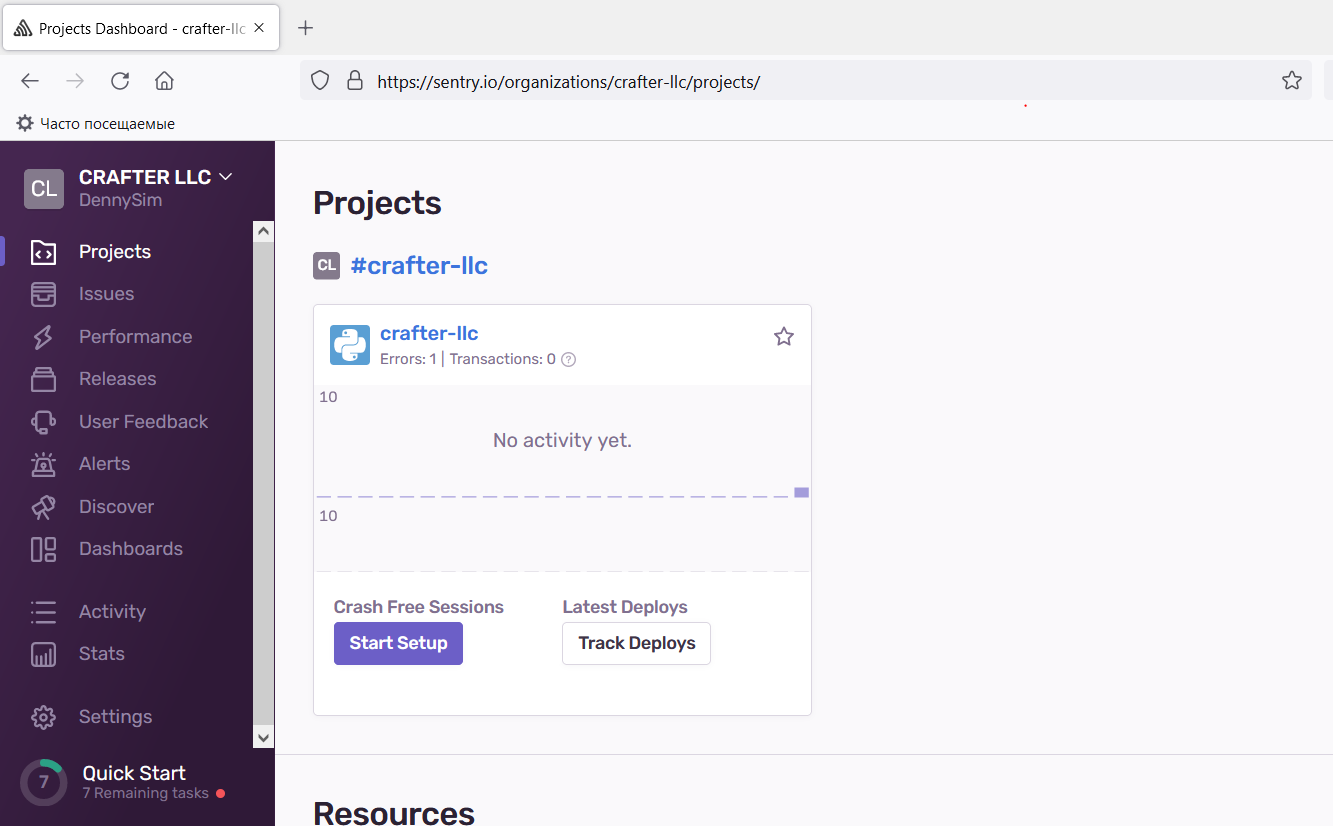 Projects Dashboard - crafter-llc
https://sentry.io/organizations/crafter-llc/projects/
Часто посещаемые
CL
CRAFTER LLC
DennySim
Projects
Issues
Performance
Releases
User Feedback
Alerts
Discover
Dashboards
Activity
Stats
Settings
7
Quick Start
7 Remaining tasks
Projects
CL #crafter-llc
crafter-llc
Errors: 1 | Transactions: 0 ?
10
No activity yet.
10
Crash Free Sessions Latest Deploys
Start Setup Track Deploys
Resources